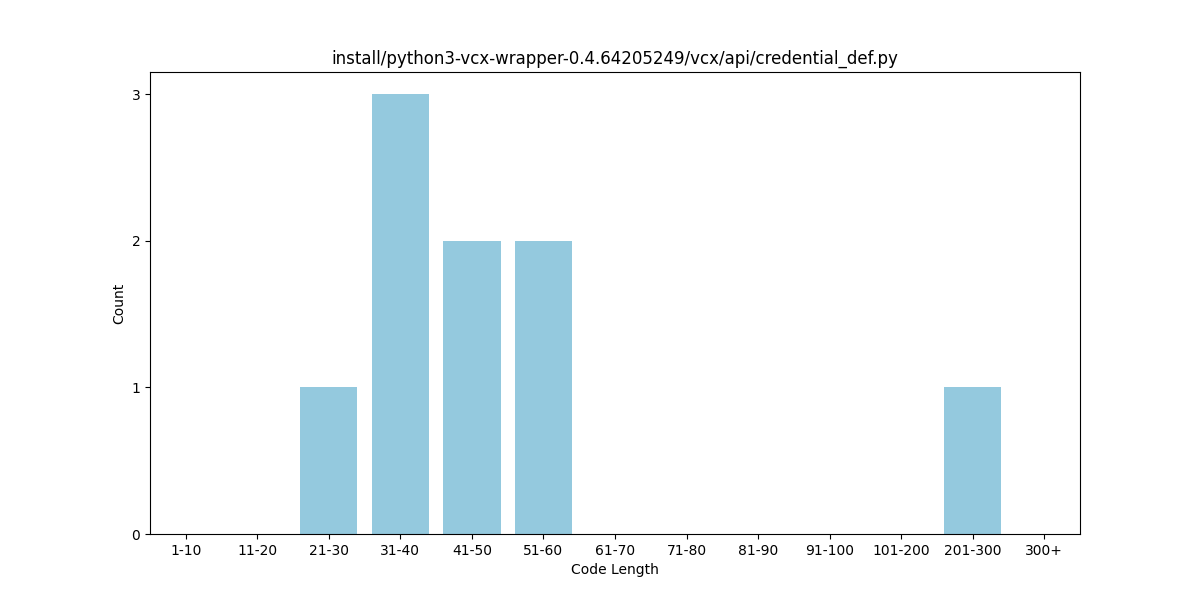 install/python3-vcx-wrapper-0.4.64205249/vcx/api/credential_def.py
3
2
1
0
Count
1-10 11-20 21-30 31-40 41-50 51-60 61-70 71-80 81-90 91-100 101-200 201-300 300+
Code Length